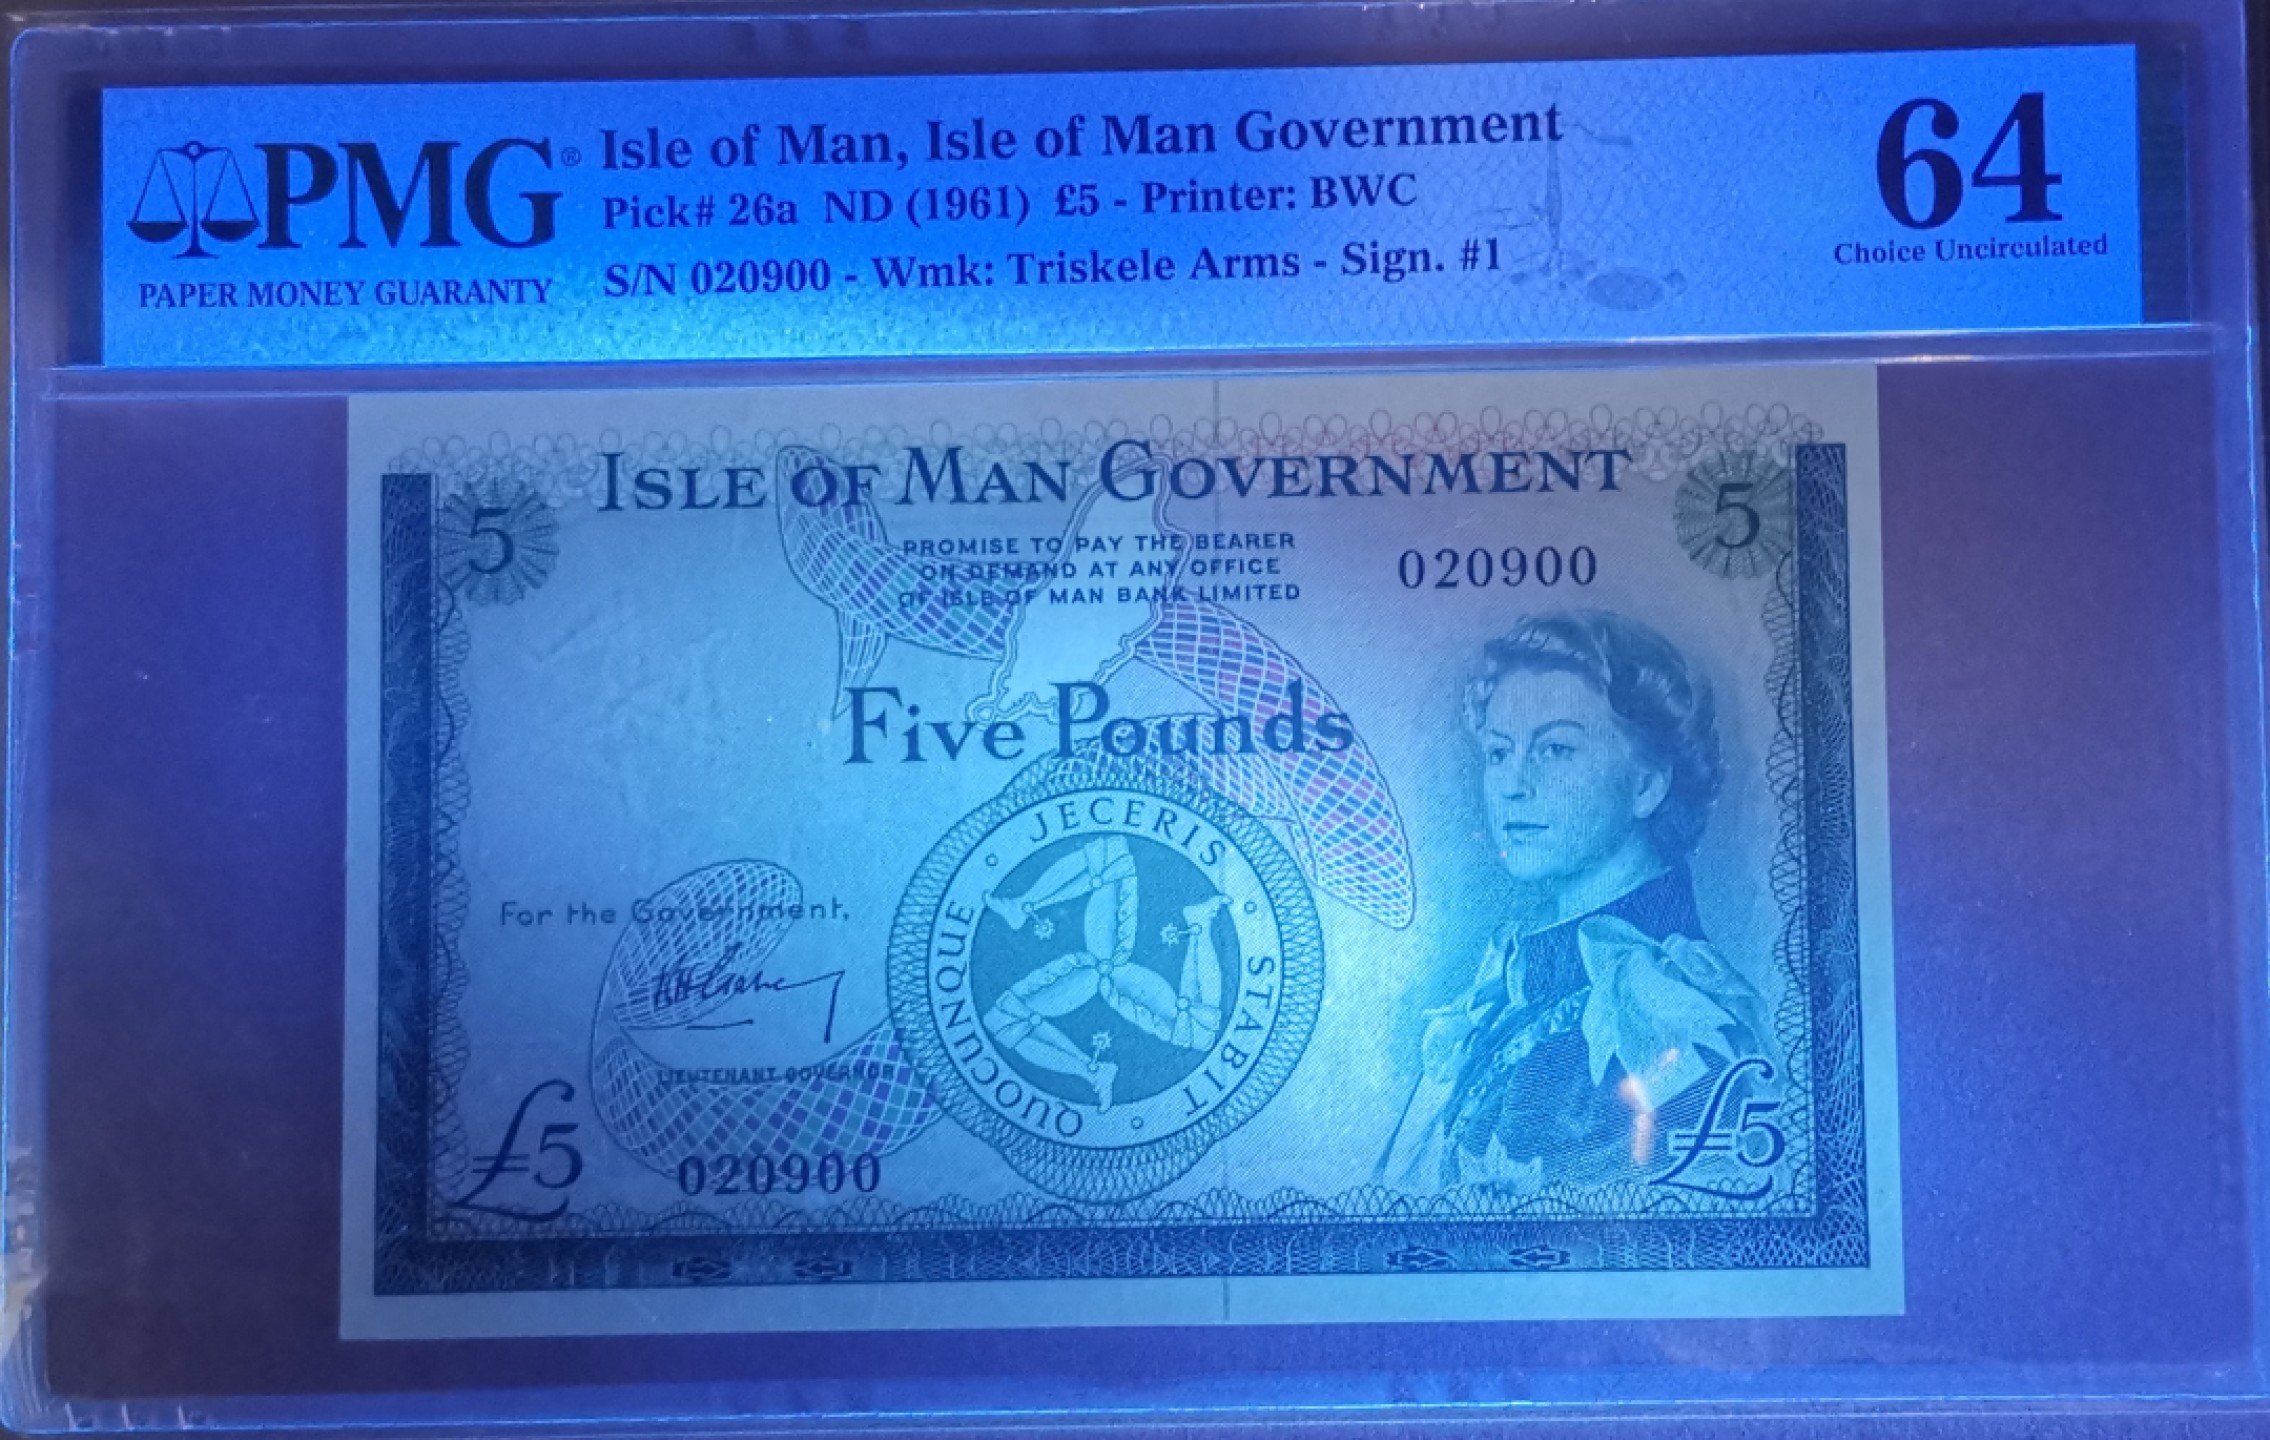 PMG®
PAPER MONEY GUARANTY
Isle of Man, Isle of Man Government
Pick# 26a ND (1961) £5 - Printer: BWC
S/N 020900 - Wmk: Triskele Arms - Sign. #1
64
Choice Uncirculated
5
ISLE OF MAN GOVERNMENT
5
PROMISE TO PAY THE BEARER
ON DEMAND AT ANY OFFICE
OF ISLE OF MAN BANK LIMITED
020900
Five Pounds
QUOCUNQUE · JECERIS · STABIT
For the Government,
LIEUTENANT GOVERNOR
£5
020900
£5